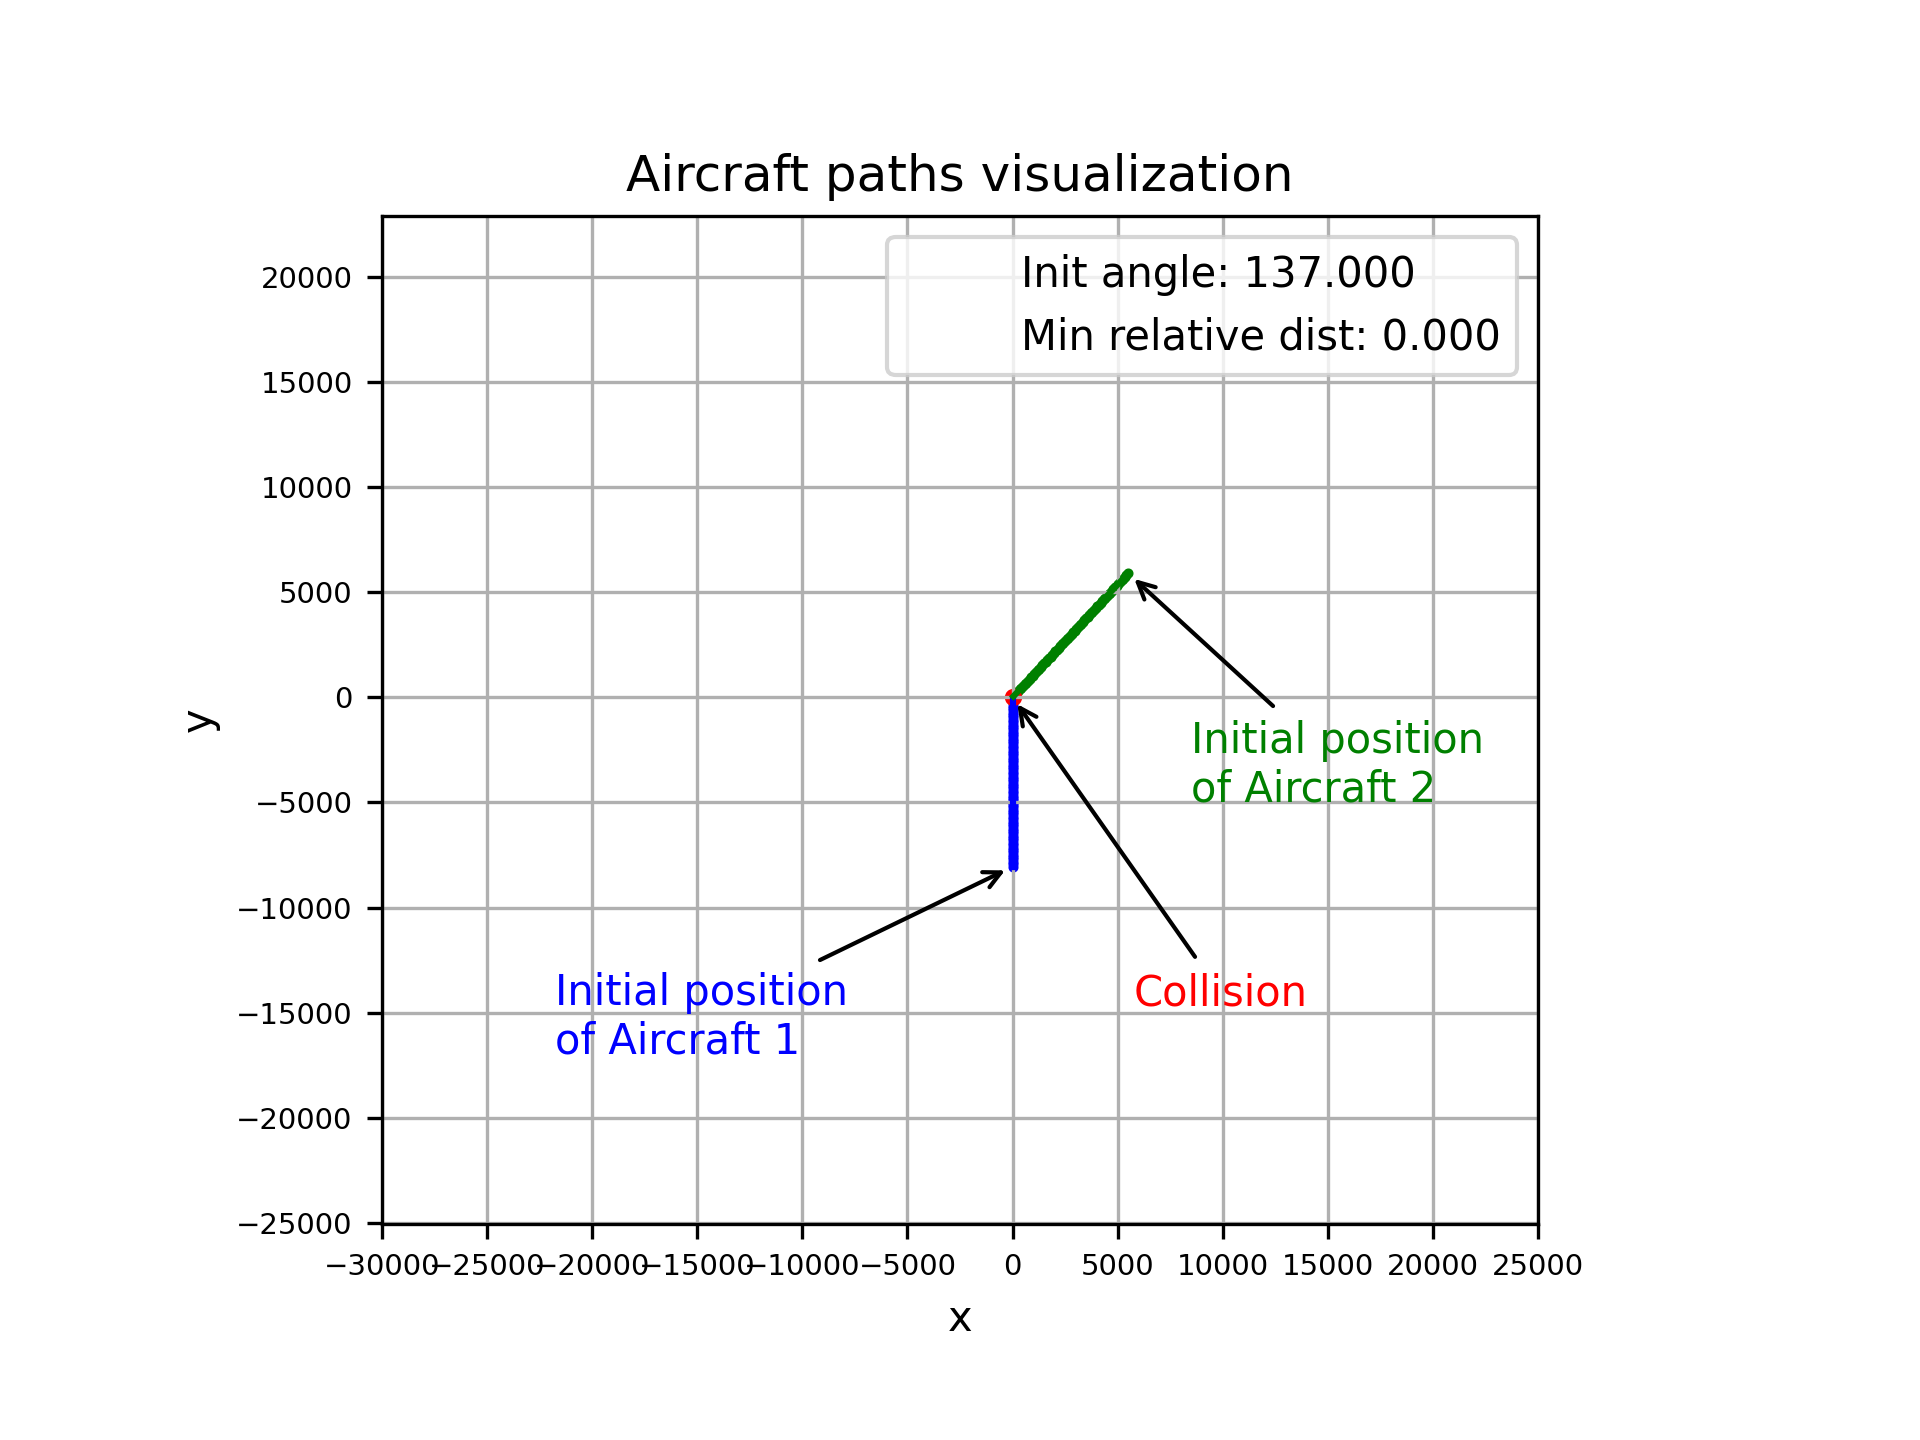 Aircraft paths visualization
Init angle: 137.000
Min relative dist: 0.000
20000
15000
10000
5000
0
−5000
−10000
−15000
−20000
−25000
y
Initial position
of Aircraft 2
Initial position
of Aircraft 1
Collision
−30000 −25000 −20000 −15000 −10000 −5000 0 5000 10000 15000 20000 25000
x